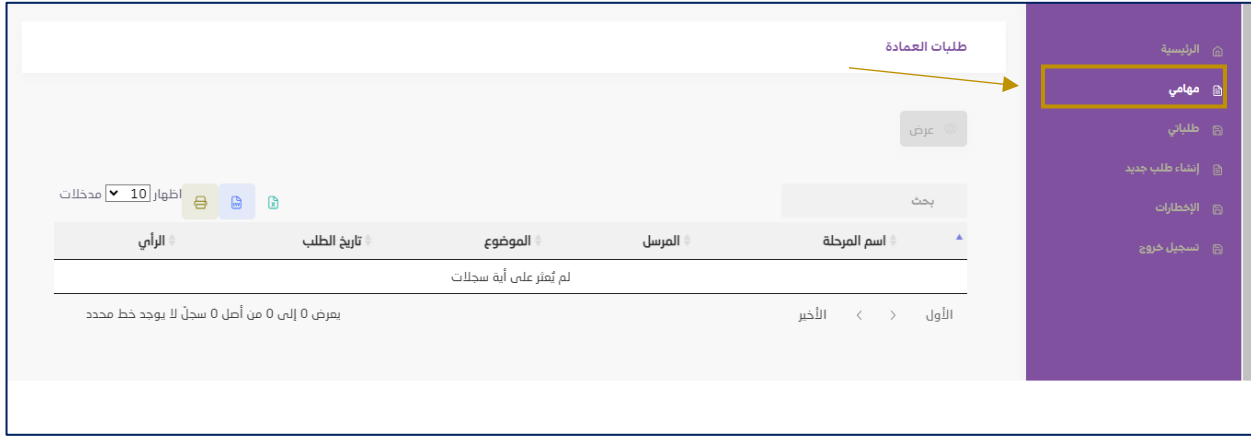 الرئيسية
مهامي
طلباتي
إنشاء طلب جديد
الإخطارات
تسجيل خروج
طلبات العمادة
عرض
بحث
اظهار 10 مدخلات
اسم المرحلة المرسل الموضوع تاريخ الطلب الرأي
لم يُعثر على أية سجلات
الأول الأخير
يعرض 0 إلى 0 من أصل 0 سجلّ لا يوجد خط محدد